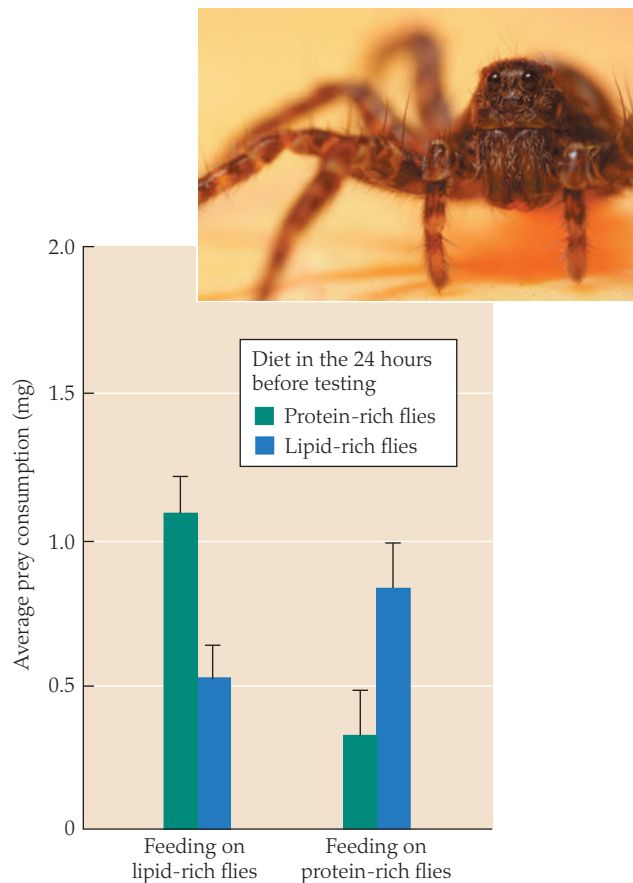 2.0
1.5
1.0
0.5
0
Average prey consumption (mg)
Diet in the 24 hours
before testing
Protein-rich flies
Lipid-rich flies
Feeding on
lipid-rich flies
Feeding on
protein-rich flies